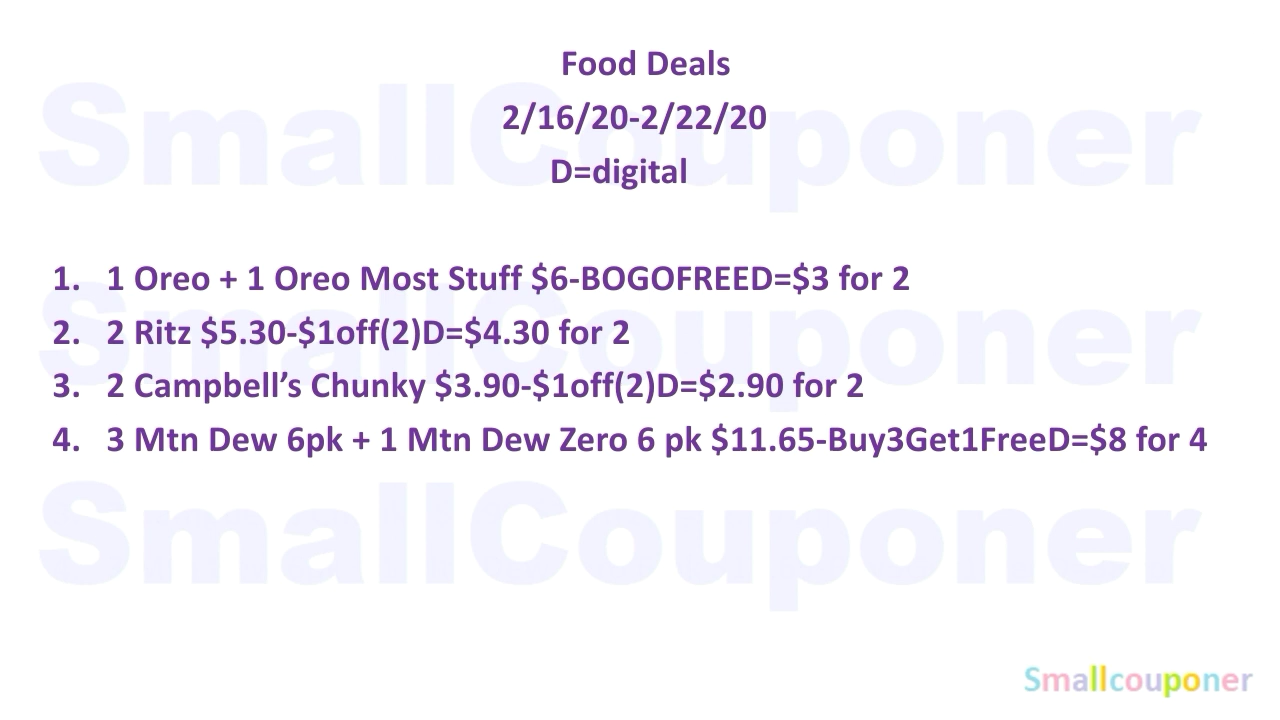 Food Deals
2/16/20-2/22/20
D=digital
1. 1 Oreo + 1 Oreo Most Stuff $6-BOGOFREED=$3 for 2
2. 2 Ritz $5.30-$1off(2)D=$4.30 for 2
3. 2 Campbell’s Chunky $3.90-$1off(2)D=$2.90 for 2
4. 3 Mtn Dew 6pk + 1 Mtn Dew Zero 6 pk $11.65-Buy3Get1FreeD=$8 for 4
SmallCouponer
SmallCouponer
SmallCouponer
Smallcouponer